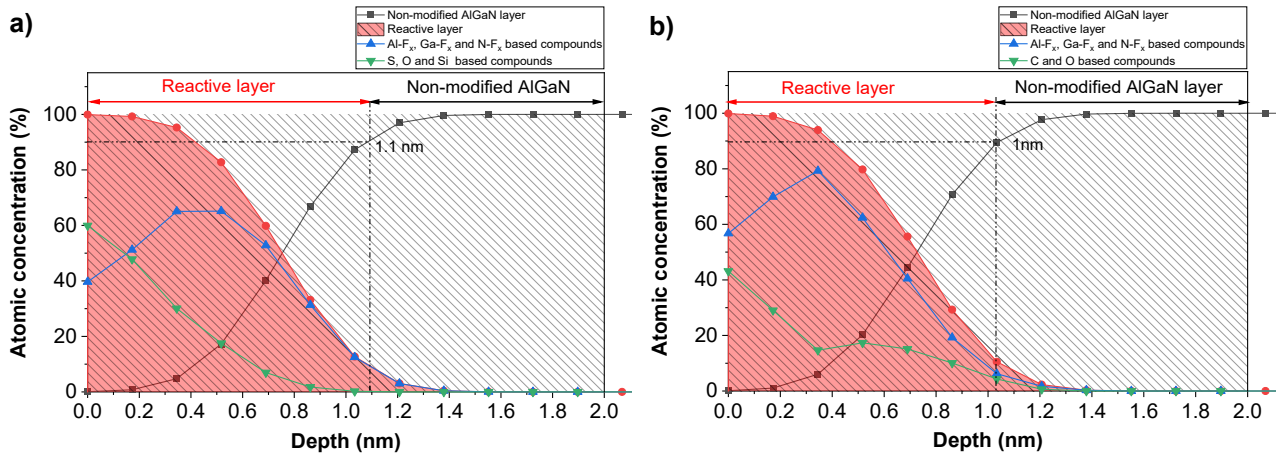 a)
Non-modified AlGaN layer
Reactive layer
Al-Fₓ, Ga-Fₓ and N-Fₓ based compounds
S, O and Si based compounds
Reactive layer
Non-modified AlGaN
1.1 nm
100
80
60
40
20
0
0.0 0.2 0.4 0.6 0.8 1.0 1.2 1.4 1.6 1.8 2.0
Atomic concentration (%)
Depth (nm)
b)
Non-modified AlGaN layer
Reactive layer
Al-Fₓ, Ga-Fₓ and N-Fₓ based compounds
C and O based compounds
Reactive layer
Non-modified AlGaN layer
1nm
100
80
60
40
20
0
0.0 0.2 0.4 0.6 0.8 1.0 1.2 1.4 1.6 1.8 2.0
Atomic concentration (%)
Depth (nm)